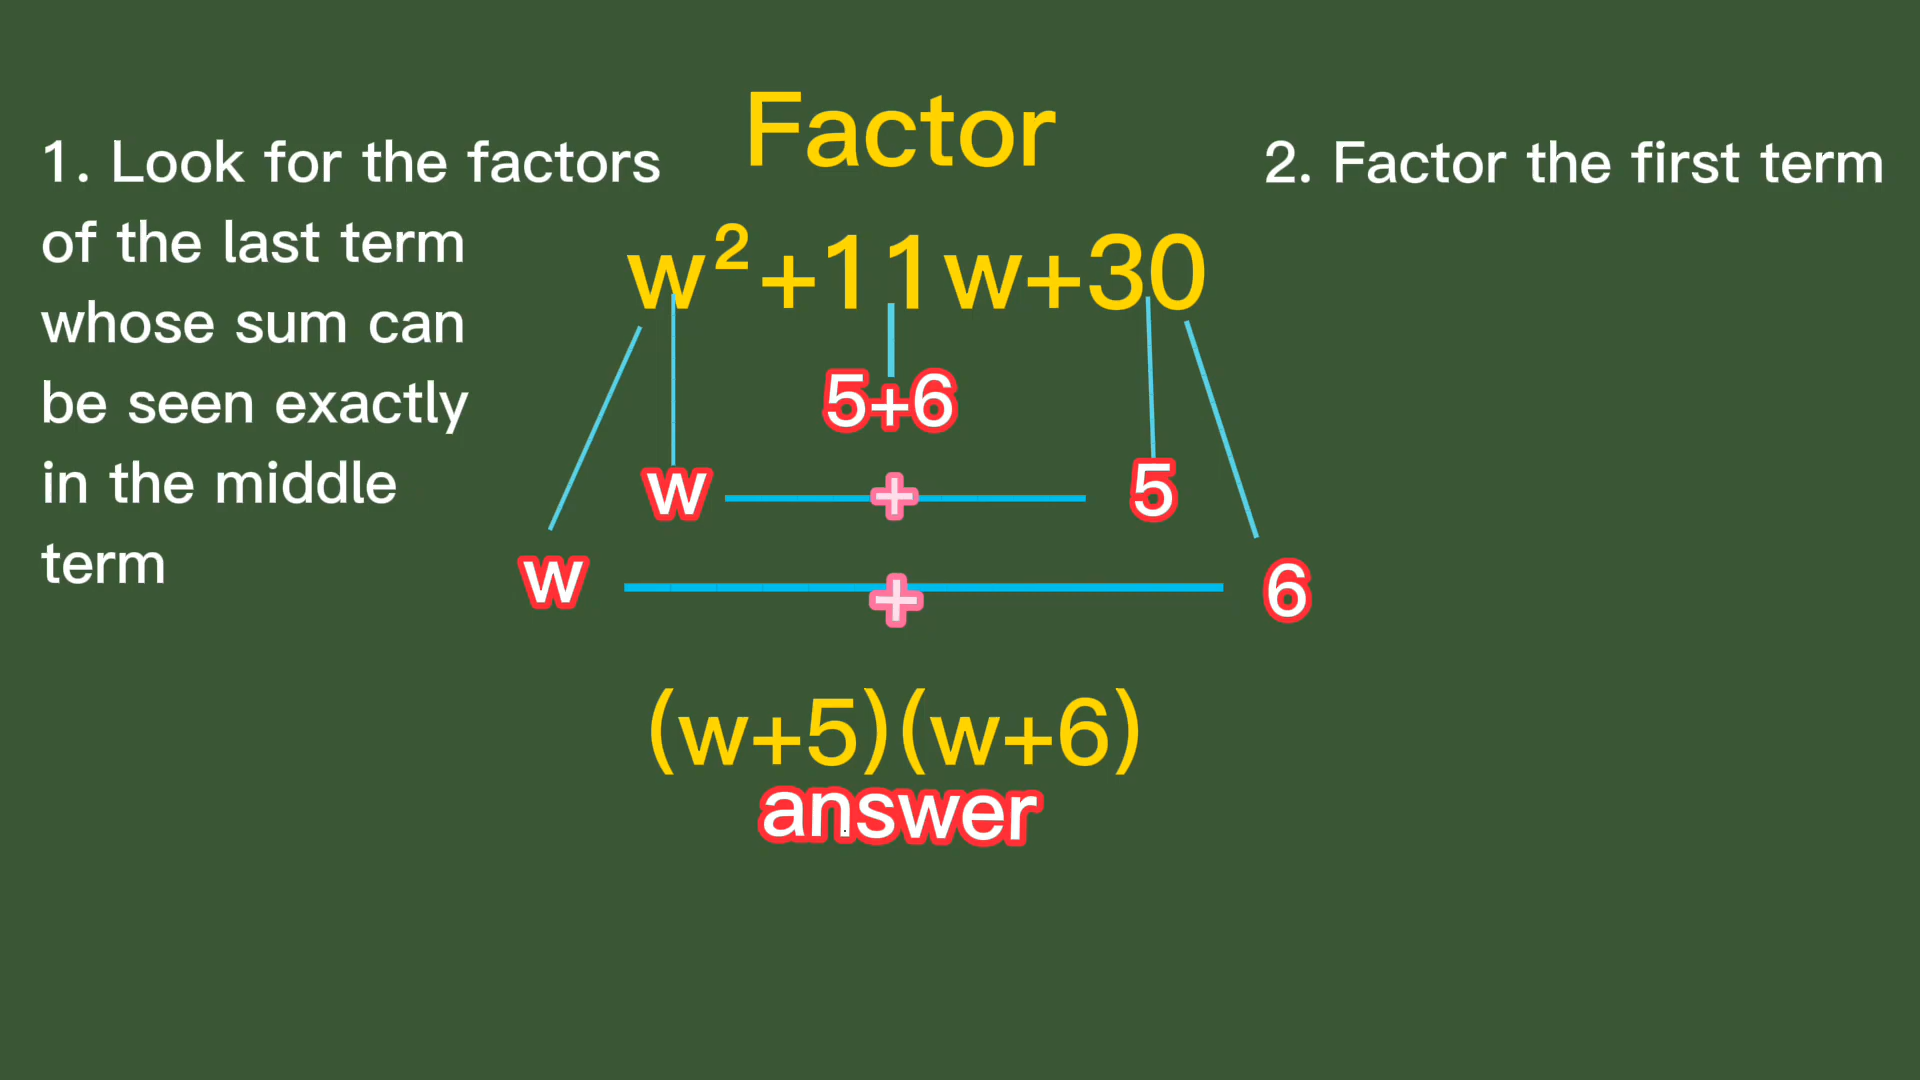 Factor
1. Look for the factors
of the last term
whose sum can
be seen exactly
in the middle
term
2. Factor the first term
w²+11w+30
5+6
w + 5
w + 6
(w+5)(w+6)
answer